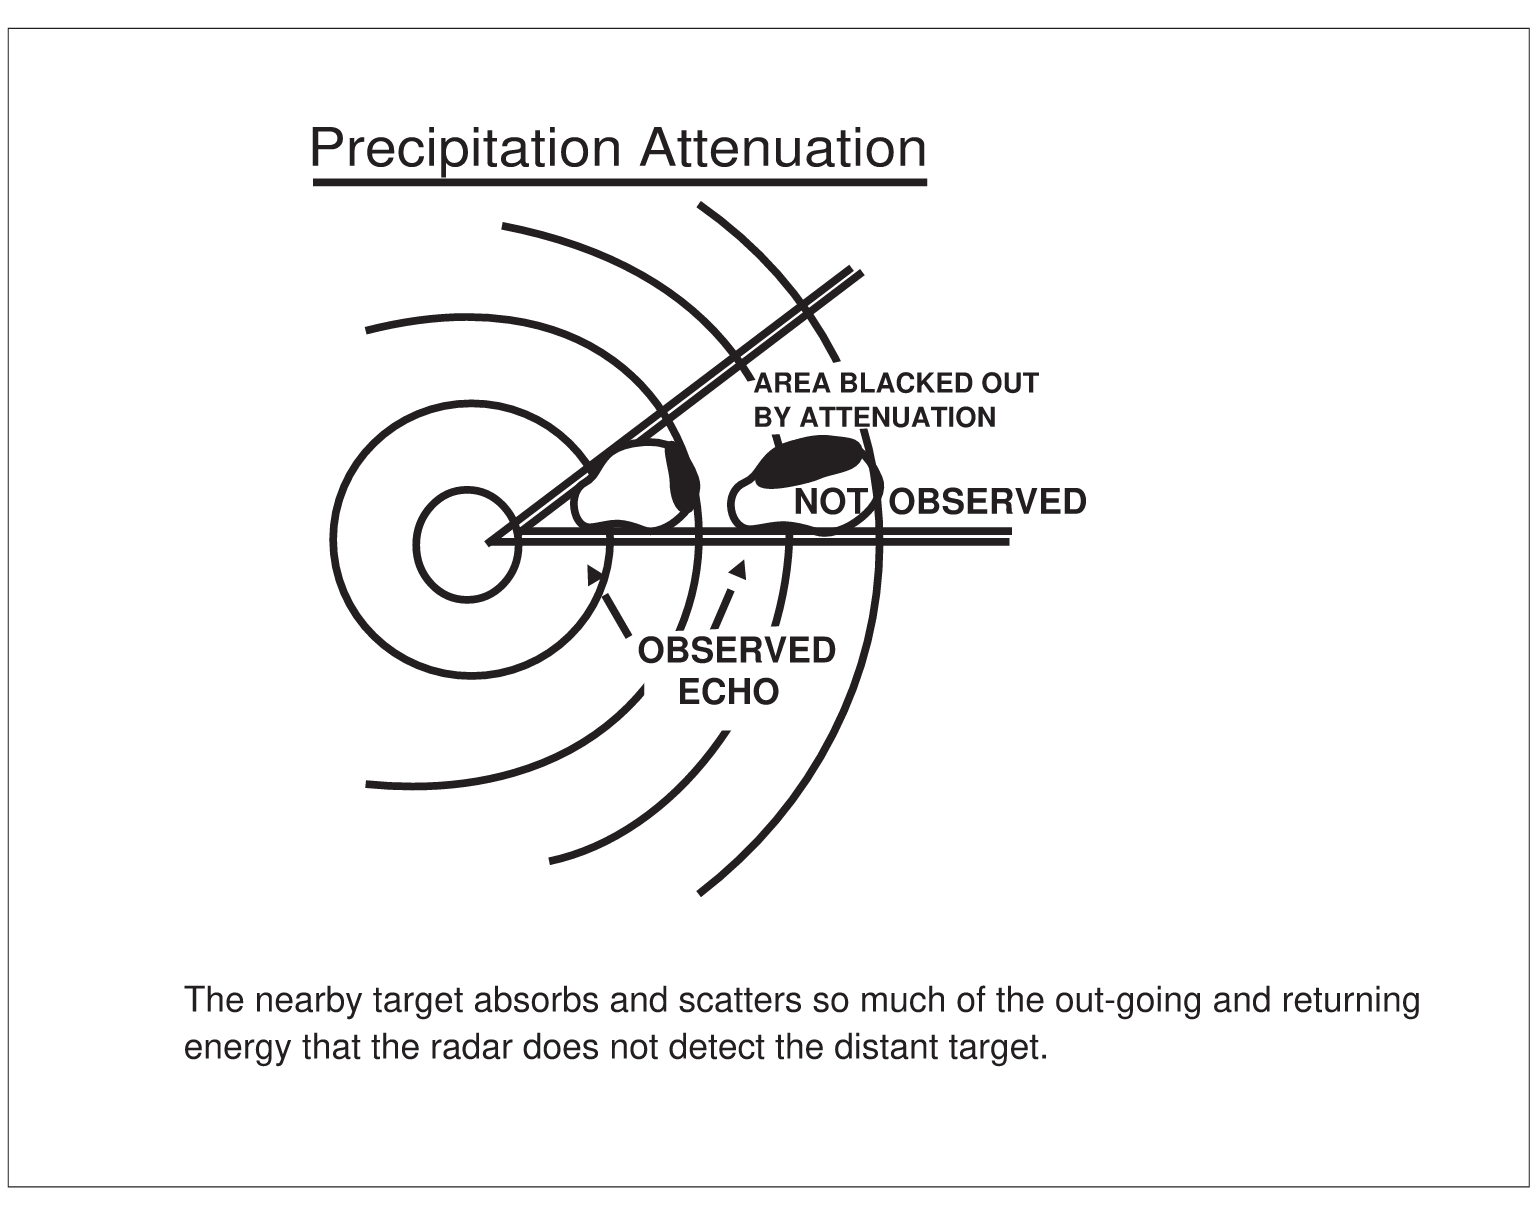 Precipitation Attenuation
AREA BLACKED OUT
BY ATTENUATION
NOT OBSERVED
OBSERVED
ECHO
The nearby target absorbs and scatters so much of the out-going and returning
energy that the radar does not detect the distant target.